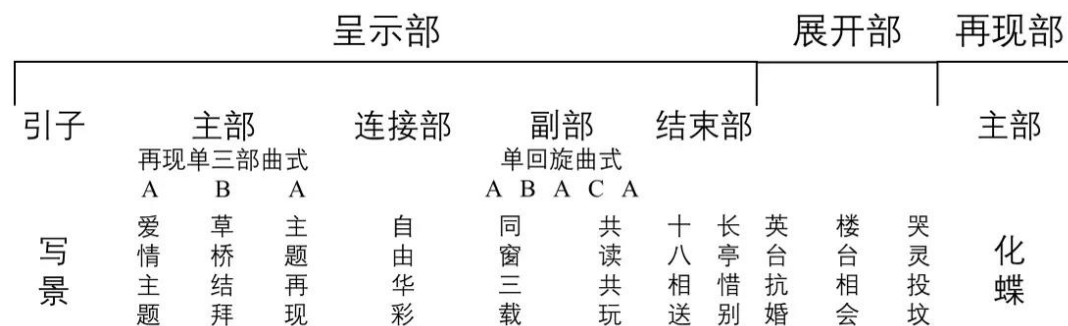 呈示部 展开部 再现部
引子 主部 连接部 副部 结束部 主部
再现单三部曲式 单回旋曲式
A B A A B A C A
写景
爱情主题
草桥结拜
主题再现
自由华彩
同窗三载
共读共玩
十八相送
长亭惜别
英台抗婚
楼台相会
哭灵投坟
化蝶